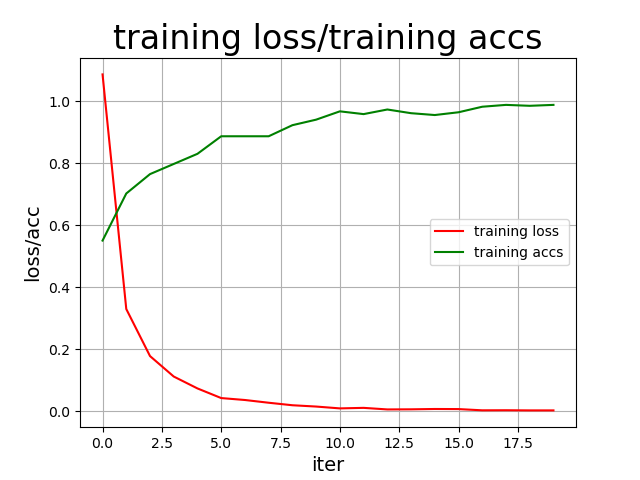 training loss/training accs
1.0
0.8
0.6
0.4
0.2
0.0
loss/acc
training loss
training accs
0.0 2.5 5.0 7.5 10.0 12.5 15.0 17.5
iter